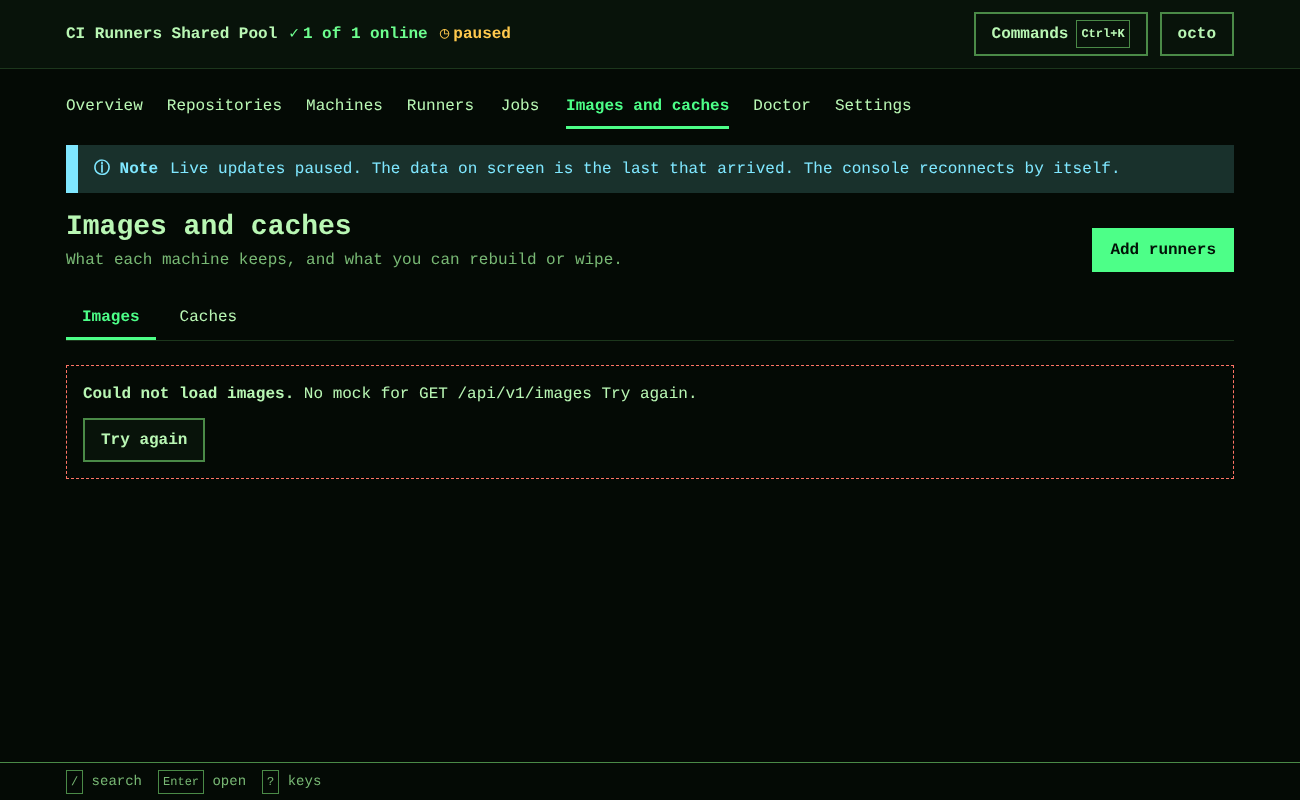 CI Runners Shared Pool ✓ 1 of 1 online ◷ paused Commands Ctrl+K octo
Overview Repositories Machines Runners Jobs Images and caches Doctor Settings
ⓘ Note Live updates paused. The data on screen is the last that arrived. The console reconnects by itself.
Images and caches
What each machine keeps, and what you can rebuild or wipe.
Add runners
Images Caches
Could not load images. No mock for GET /api/v1/images Try again.
Try again
/ search Enter open ? keys